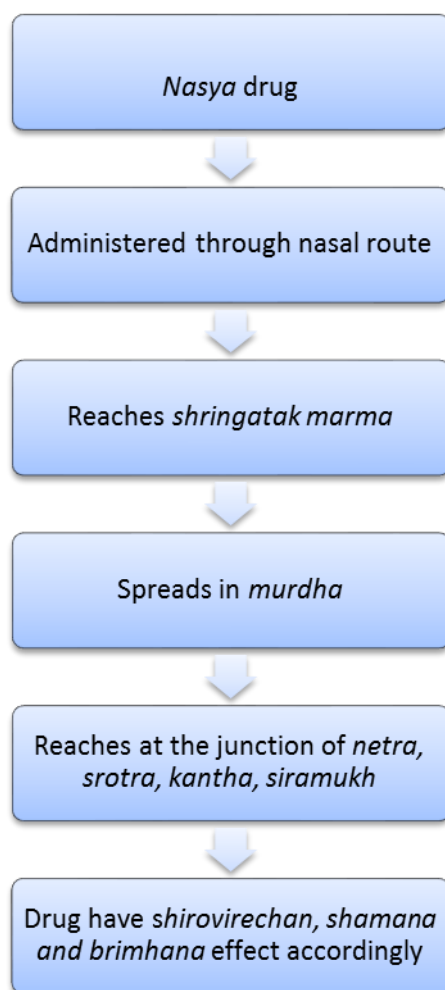 Nasya drug
Administered through nasal route
Reaches shringatak marma
Spreads in murdha
Reaches at the junction of netra,
srotra, kantha, siramukh
Drug have shirovirechan, shamana
and brimhana effect accordingly